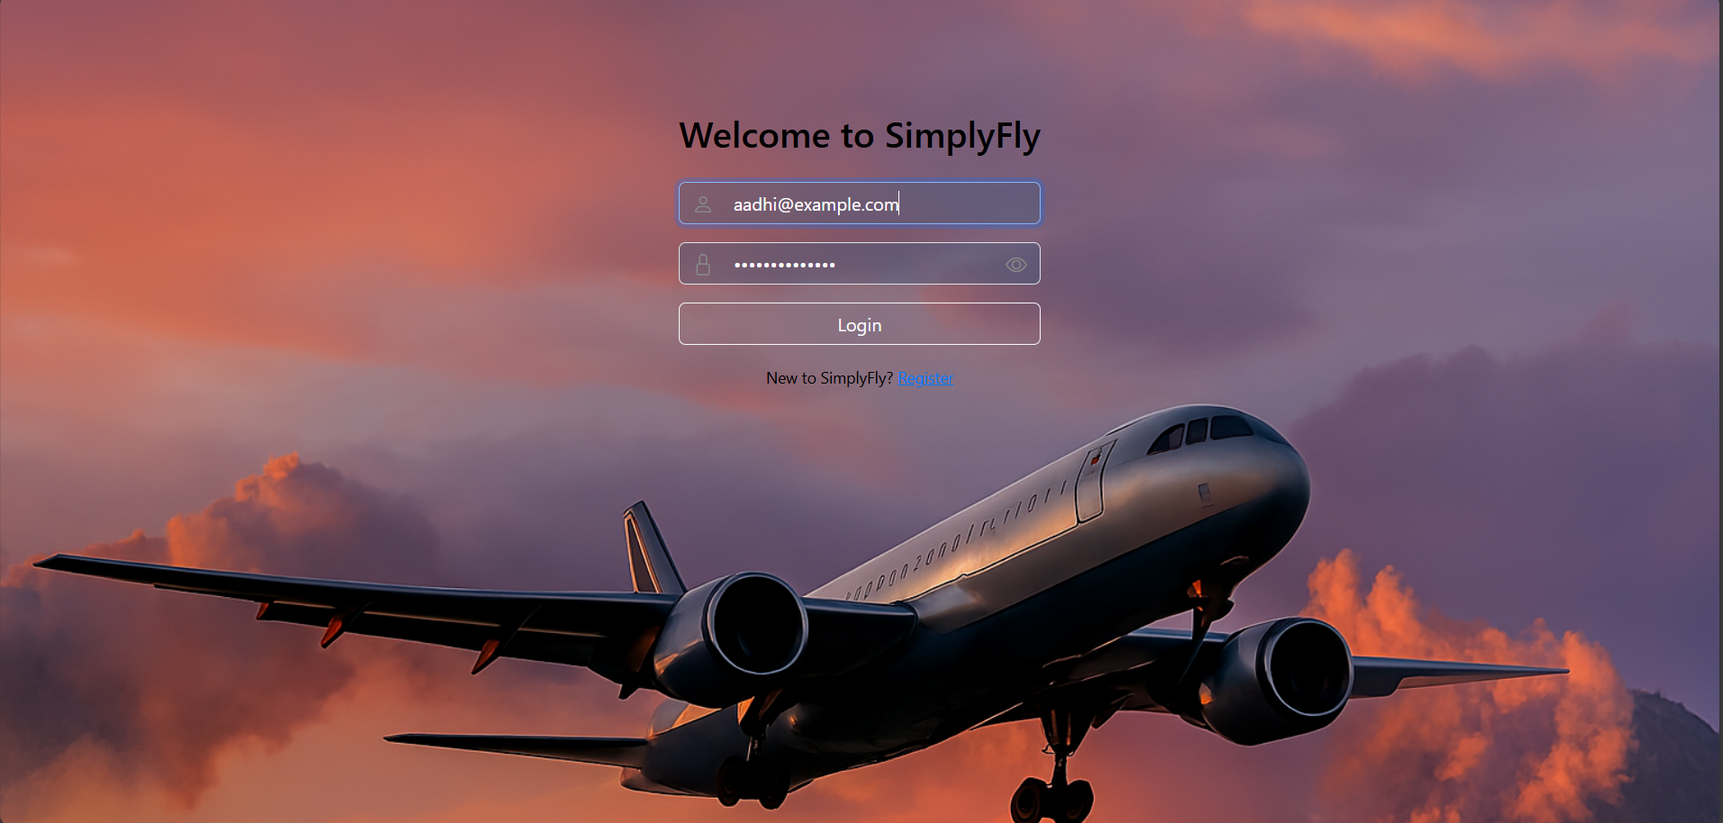 Welcome to SimplyFly
aadhi@example.com
••••••••••••••
Login
New to SimplyFly? Register